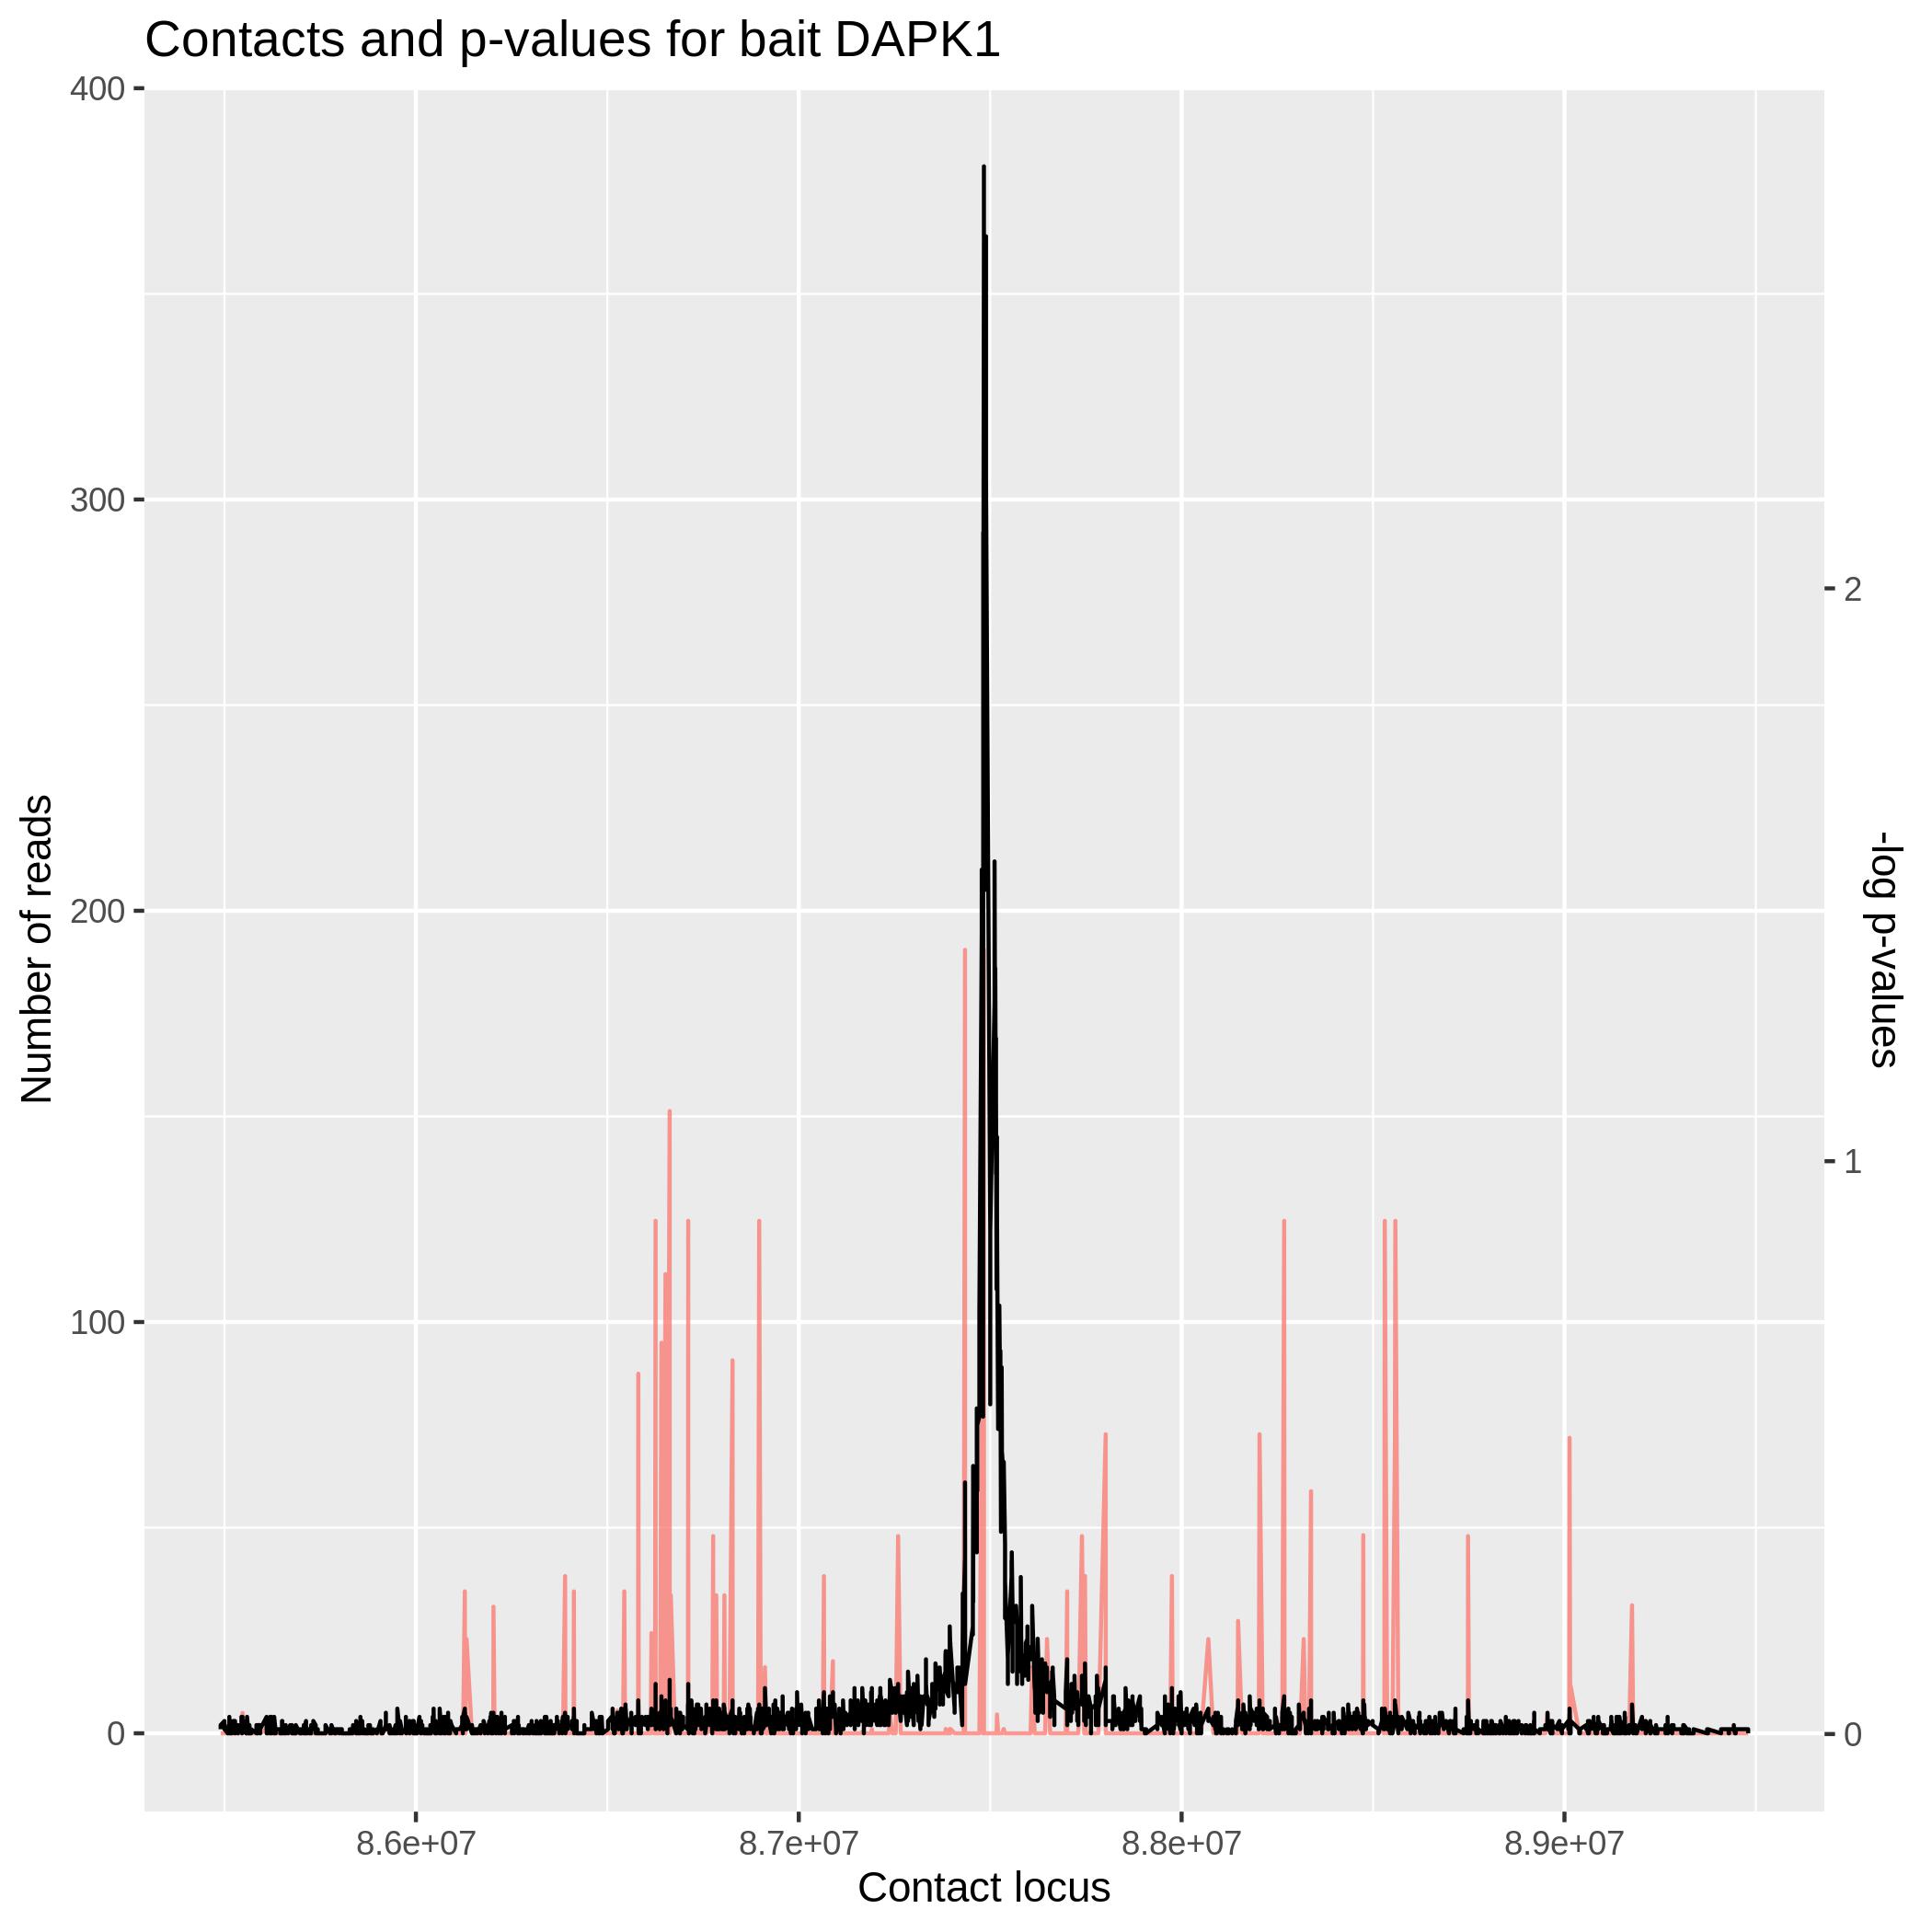 Contacts and p-values for bait DAPK1
400
300
200
100
0
Number of reads
2
1
0
-log p-values
8.6e+07
8.7e+07
8.8e+07
8.9e+07
Contact locus